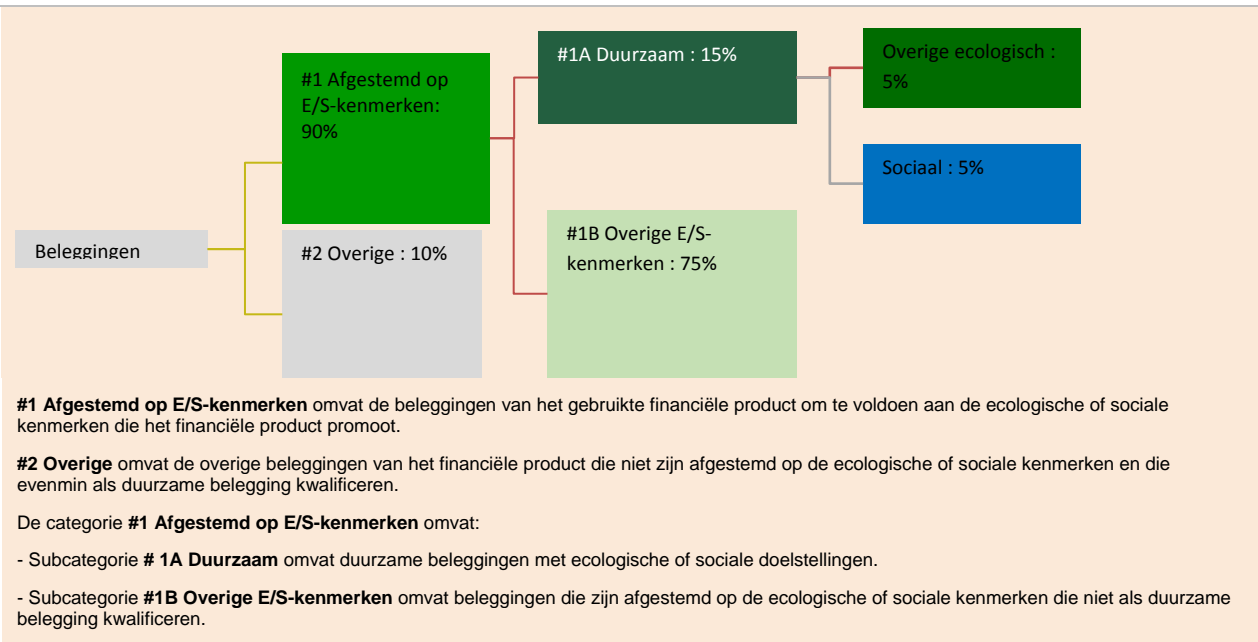 #1A Duurzaam : 15%
Overige ecologisch :
5%
#1 Afgestemd op
E/S-kenmerken:
90%
Sociaal : 5%
#1B Overige E/S-
kenmerken : 75%
Beleggingen
#2 Overige : 10%
#1 Afgestemd op E/S-kenmerken omvat de beleggingen van het gebruikte financiële product om te voldoen aan de ecologische of sociale
kenmerken die het financiële product promoot.
#2 Overige omvat de overige beleggingen van het financiële product die niet zijn afgestemd op de ecologische of sociale kenmerken en die
evenmin als duurzame belegging kwalificeren.
De categorie #1 Afgestemd op E/S-kenmerken omvat:
- Subcategorie # 1A Duurzaam omvat duurzame beleggingen met ecologische of sociale doelstellingen.
- Subcategorie #1B Overige E/S-kenmerken omvat beleggingen die zijn afgestemd op de ecologische of sociale kenmerken die niet als duurzame
belegging kwalificeren.